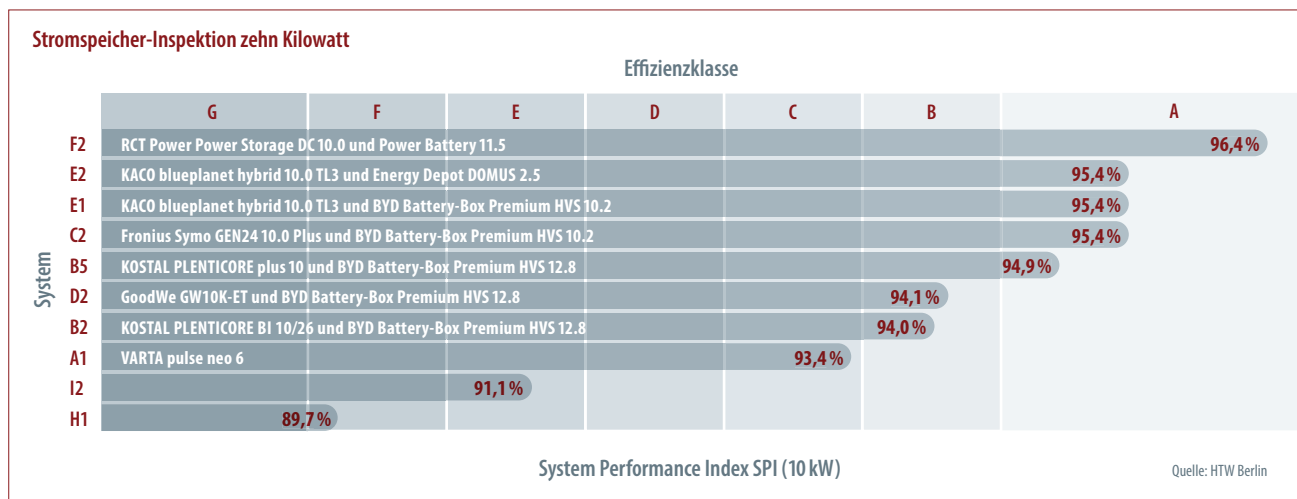 Stromspeicher-Inspektion zehn Kilowatt
Effizienzklasse
G F E D C B A
F2 RCT Power Power Storage DC 10.0 und Power Battery 11.5 96,4 %
E2 KACO blueplanet hybrid 10.0 TL3 und Energy Depot DOMUS 2.5 95,4 %
E1 KACO blueplanet hybrid 10.0 TL3 und BYD Battery-Box Premium HVS 10.2 95,4 %
C2 Fronius Symo GEN24 10.0 Plus und BYD Battery-Box Premium HVS 10.2 95,4 %
B5 KOSTAL PLENTICORE plus 10 und BYD Battery-Box Premium HVS 12.8 94,9 %
D2 GoodWe GW10K-ET und BYD Battery-Box Premium HVS 12.8 94,1 %
B2 KOSTAL PLENTICORE BI 10/26 und BYD Battery-Box Premium HVS 12.8 94,0 %
A1 VARTA pulse neo 6 93,4 %
I2 91,1 %
H1 89,7 %
System
System Performance Index SPI (10 kW)
Quelle: HTW Berlin